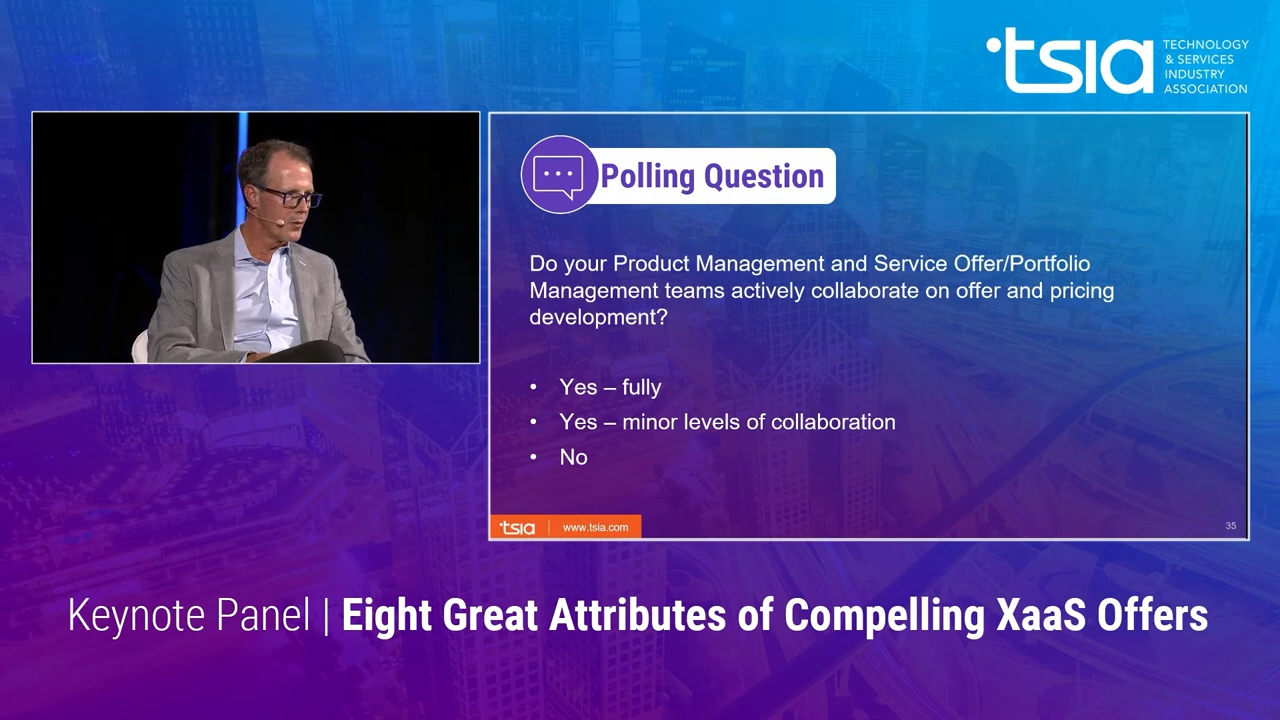 tsia
TECHNOLOGY
& SERVICES
INDUSTRY
ASSOCIATION
Polling Question
Do your Product Management and Service Offer/Portfolio
Management teams actively collaborate on offer and pricing
development?
• Yes – fully
• Yes – minor levels of collaboration
• No
tsia | www.tsia.com
35
Keynote Panel | Eight Great Attributes of Compelling XaaS Offers